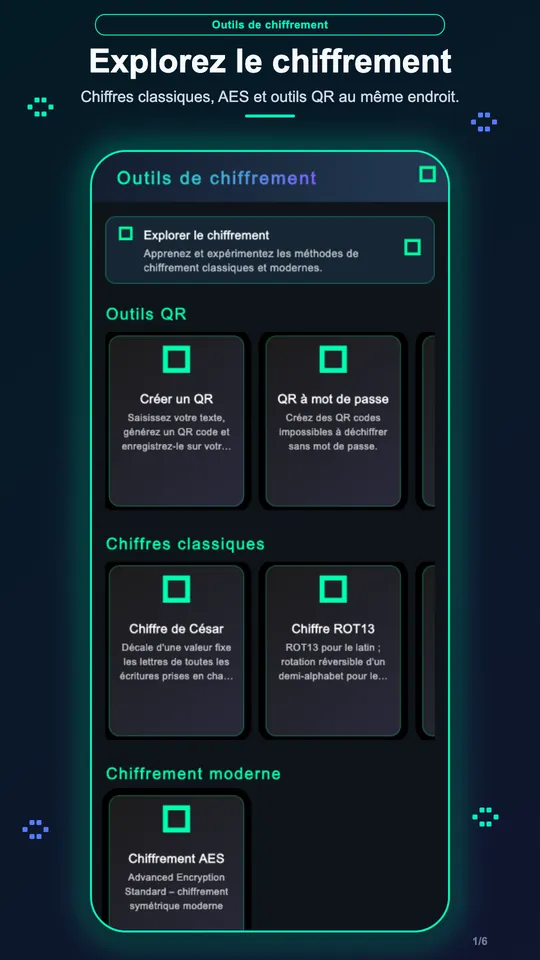 Outils de chiffrement
Explorez le chiffrement
Chiffres classiques, AES et outils QR au même endroit.
Outils de chiffrement
Explorer le chiffrement
Apprenez et expérimentez les méthodes de
chiffrement classiques et modernes.
Outils QR
Créer un QR
Saisissez votre texte,
générez un QR code et
enregistrez-le sur votr...
QR à mot de passe
Créez des QR codes
impossibles à déchiffrer
sans mot de passe.
Chiffres classiques
Chiffre de César
Décale d'une valeur fixe
les lettres de toutes les
écritures prises en cha...
Chiffre ROT13
ROT13 pour le latin ;
rotation réversible d'un
demi-alphabet pour le...
Chiffrement moderne
Chiffrement AES
Advanced Encryption
Standard – chiffrement
symétrique moderne
1/6